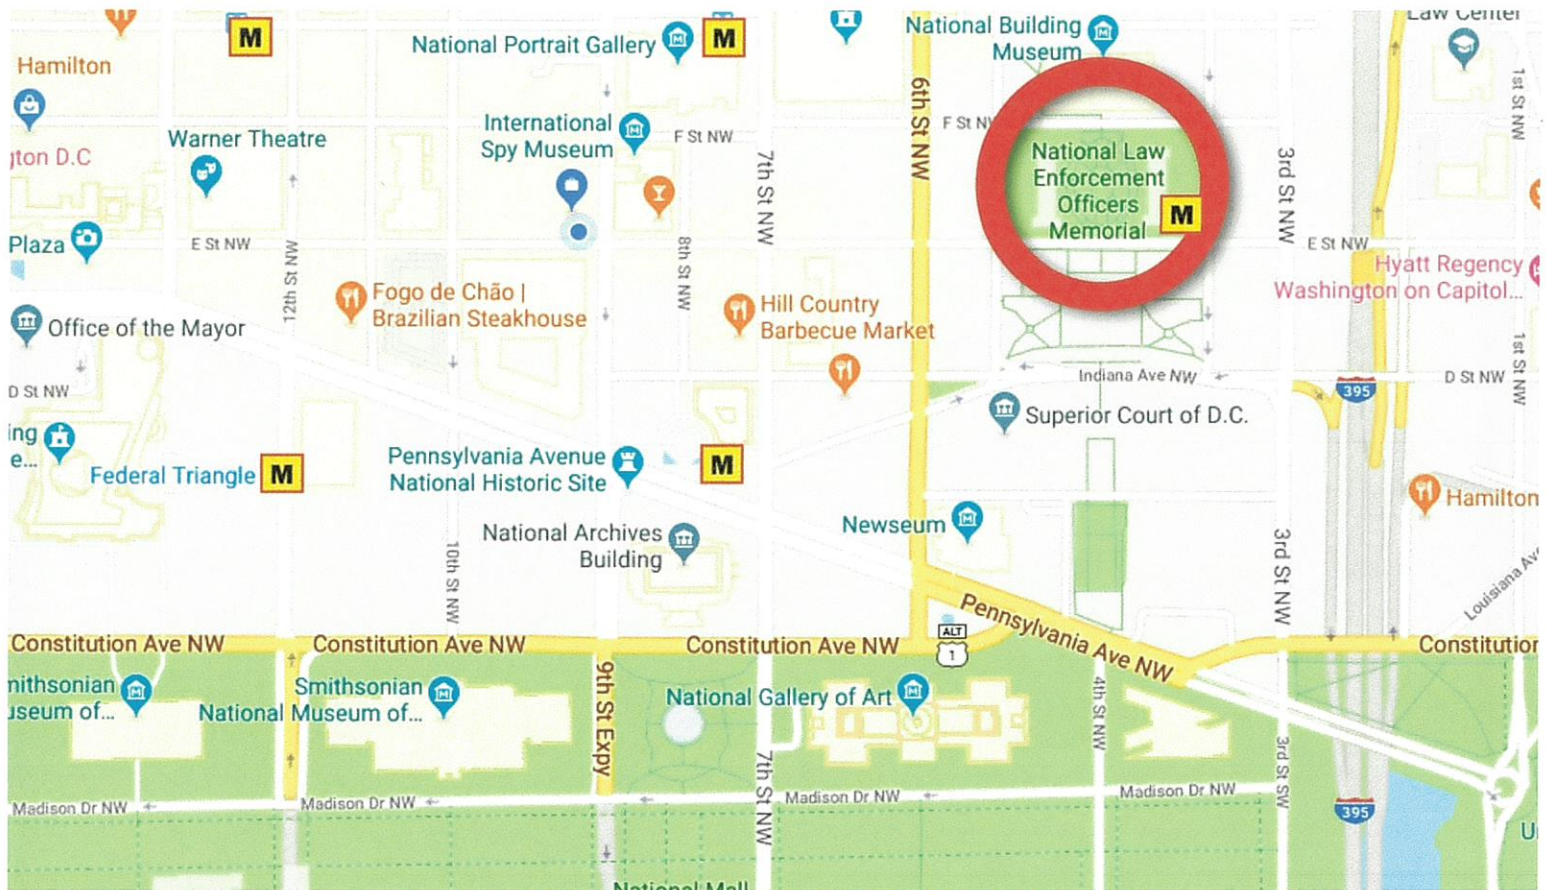 Law Center
M
National Portrait Gallery
M
National Building
Museum
Hamilton
1st St NW
6th St NW
Warner Theatre
International
Spy Museum
F St NW
F St NW
gton D.C
7th St NW
National Law
Enforcement
Officers
Memorial
M
3rd St NW
Plaza
E St NW
12th St NW
8th St NW
E St NW
Hyatt Regency
Washington on Capitol...
Fogo de Chão |
Brazilian Steakhouse
Hill Country
Barbecue Market
Office of the Mayor
1st St NW
D St NW
Indiana Ave NW
395
D St NW
Superior Court of D.C.
ing
e...
Federal Triangle
M
Pennsylvania Avenue
National Historic Site
M
Hamilton
Newseum
National Archives
Building
10th St NW
3rd St NW
Louisiana Ave
Pennsylvania Ave NW
Constitution Ave NW
Constitution Ave NW
Constitution Ave NW
ALT
1
Constitution
mithsonian
useum of...
Smithsonian
National Museum of...
9th St Expy
National Gallery of Art
4th St NW
7th St NW
3rd St SW
Madison Dr NW
Madison Dr NW
Madison Dr NW
Madison Dr NW
395
U
National Mall